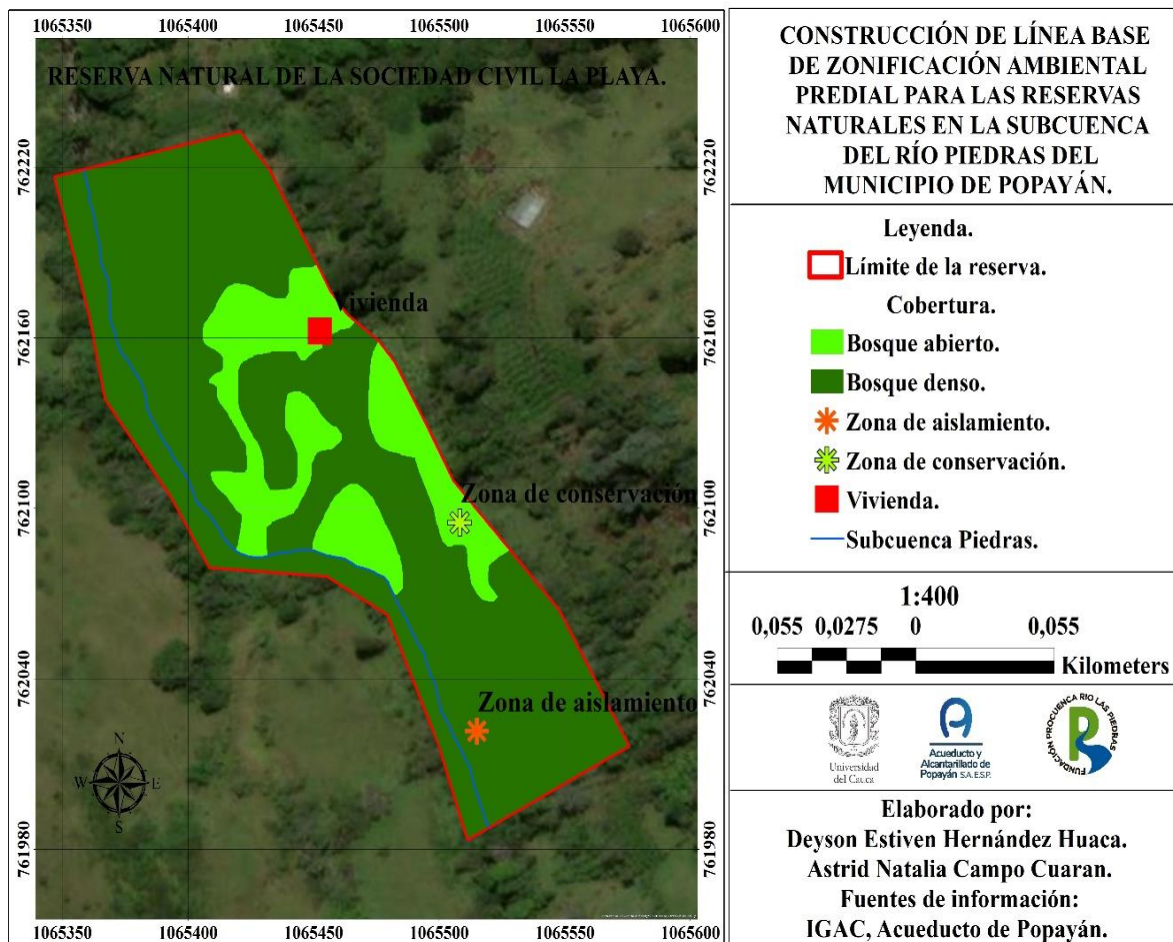 1065350 1065400 1065450 1065500 1065550 1065600
RESERVA NATURAL DE LA SOCIEDAD CIVIL LA PLAYA.
762220
762220
Vivienda
762160
762160
762100
Zona de conservación
762100
762040
762040
Zona de aislamiento
N
W E
S
761980
761980
1065350 1065400 1065450 1065500 1065550 1065600
CONSTRUCCIÓN DE LÍNEA BASE
DE ZONIFICACIÓN AMBIENTAL
PREDIAL PARA LAS RESERVAS
NATURALES EN LA SUBCUENCA
DEL RÍO PIEDRAS DEL
MUNICIPIO DE POPAYÁN.
Leyenda.
Límite de la reserva.
Cobertura.
Bosque abierto.
Bosque denso.
Zona de aislamiento.
Zona de conservación.
Vivienda.
Subcuenca Piedras.
1:400
0,055 0,0275 0 0,055
Kilometers
Universidad
del Cauca
Acueducto y
Alcantarillado de
Popayán S.A.E.S.P.
FUNDACIÓN PROCUENCA RIO LAS PIEDRAS
Elaborado por:
Deyson Estiven Hernández Huaca.
Astrid Natalia Campo Cuaran.
Fuentes de información:
IGAC, Acueducto de Popayán.